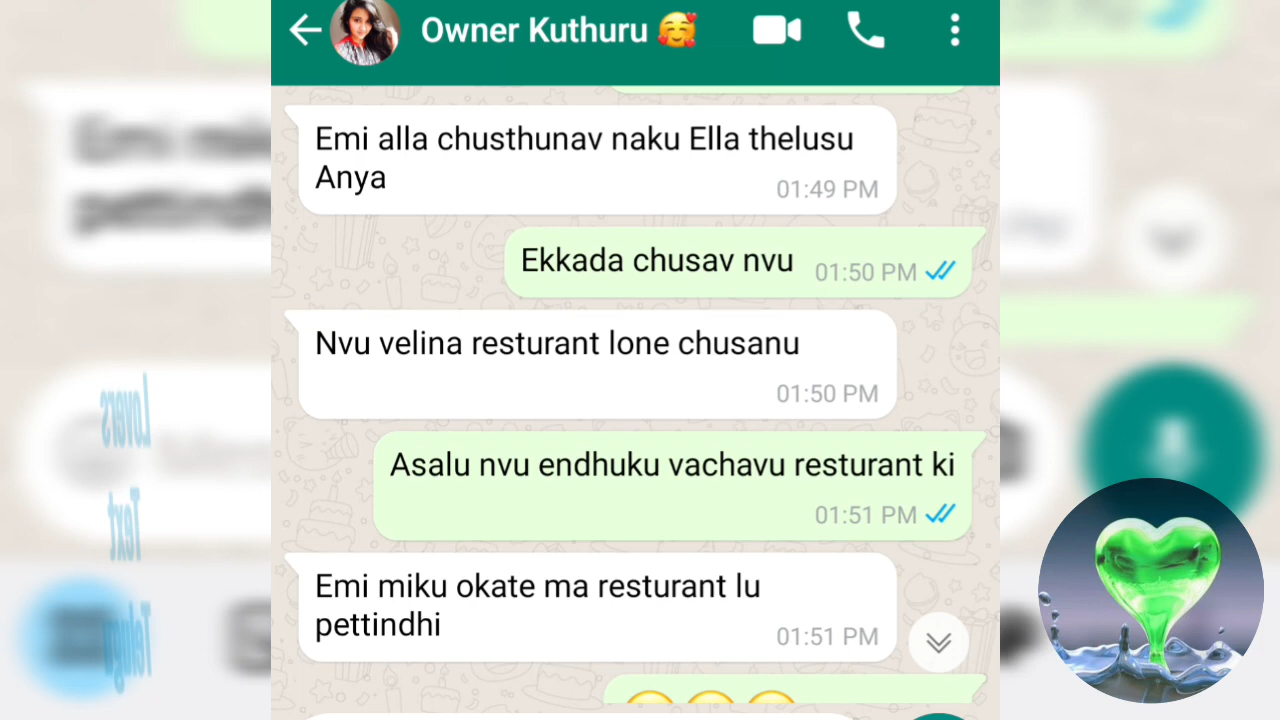 Owner Kuthuru 🥰
Emi alla chusthunav naku Ella thelusu
Anya
01:49 PM
Ekkada chusav nvu
01:50 PM
Nvu velina resturant lone chusanu
01:50 PM
Asalu nvu endhuku vachavu resturant ki
01:51 PM
Emi miku okate ma resturant lu
pettindhi
01:51 PM
Lovers
Text